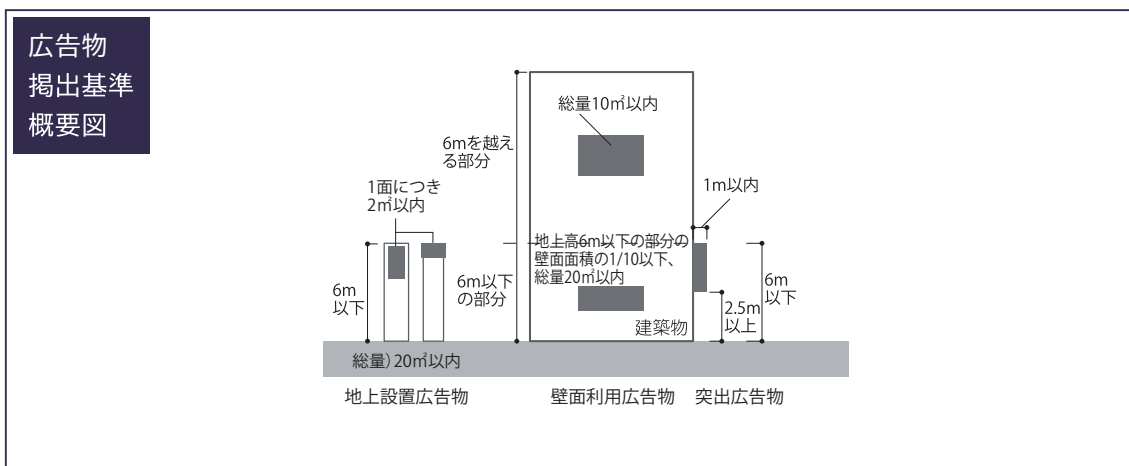 広告物
掲出基準
概要図
総量10㎡以内
6mを越え
る部分
1m以内
1面につき
2㎡以内
地上高6m以下の部分の
壁面面積の1/10以下、
総量20㎡以内
6m以下
の部分
6m
以下
6m
以下
2.5m
以上
建築物
総量)20㎡以内
地上設置広告物
壁面利用広告物
突出広告物